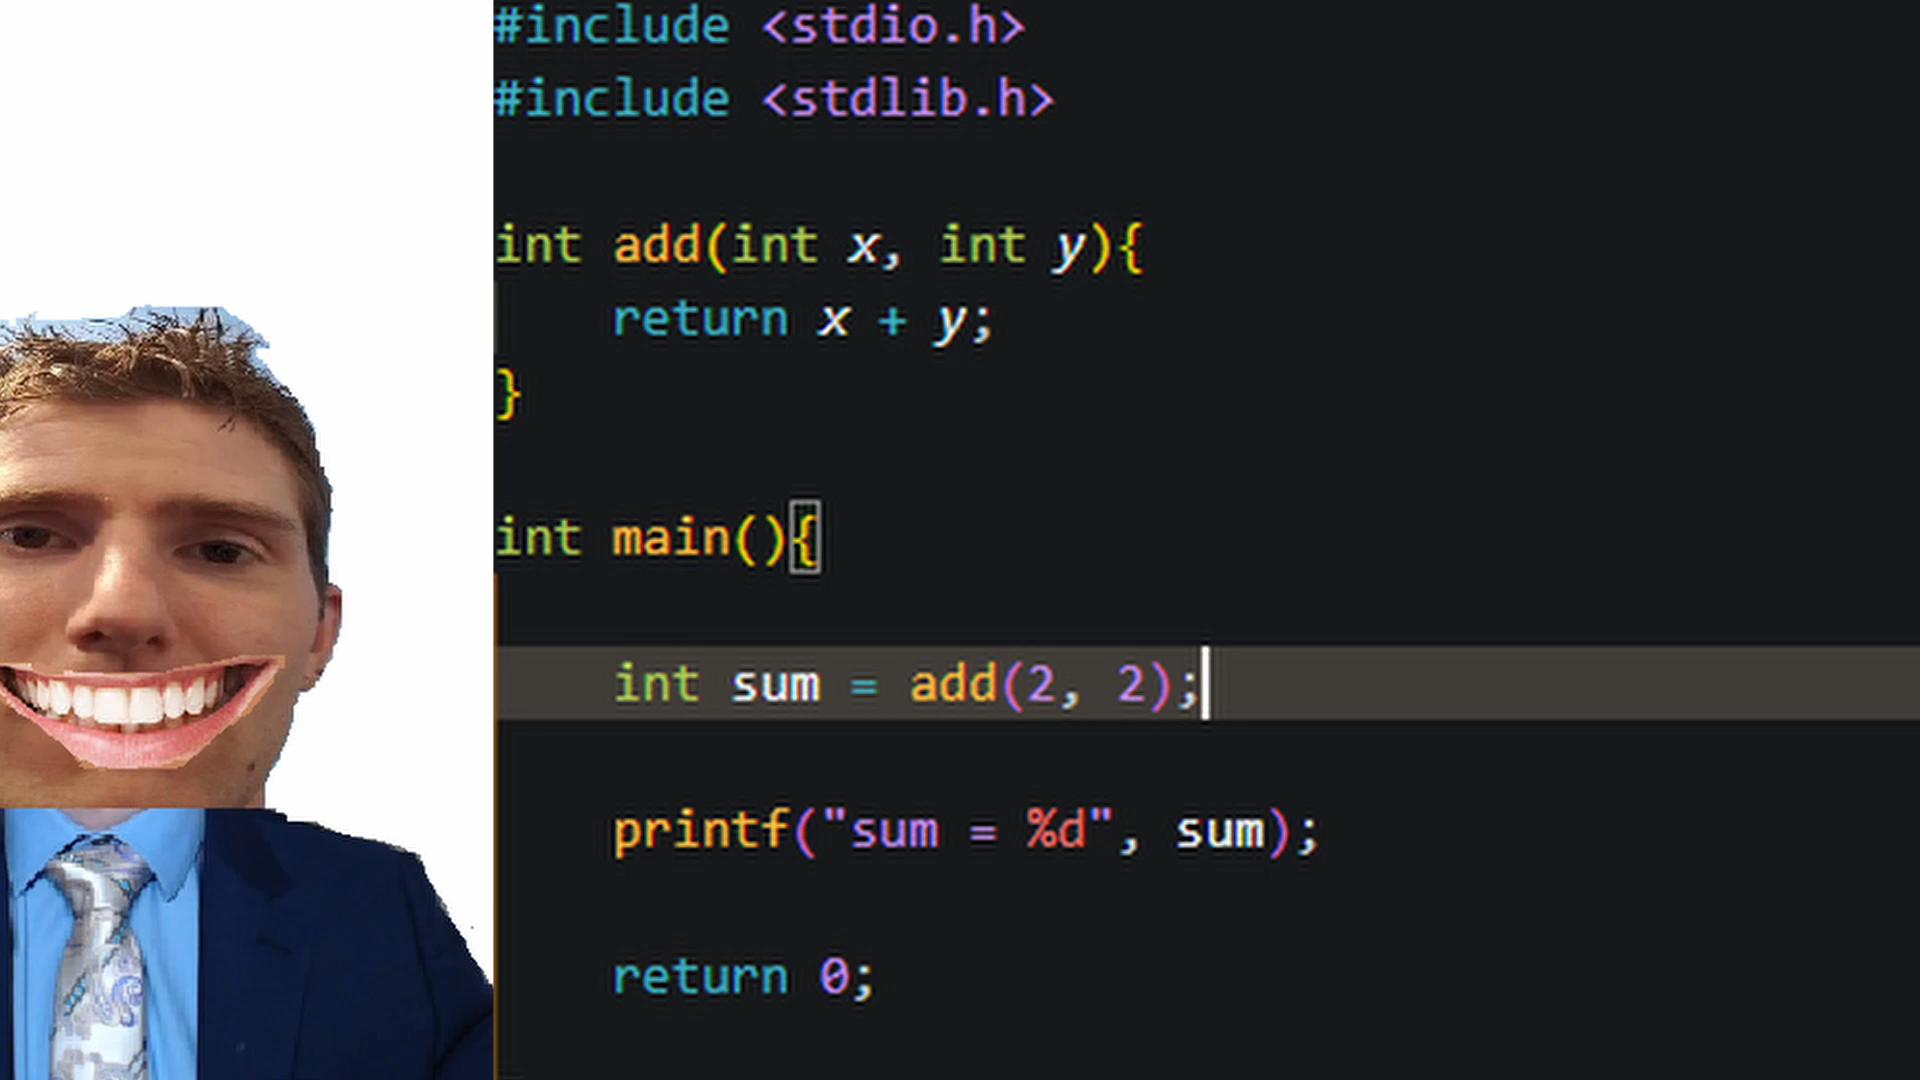 #include <stdio.h>
#include <stdlib.h>
int add(int x, int y){
return x + y;
}
int main(){
int sum = add(2, 2);
printf("sum = %d", sum);
return 0;